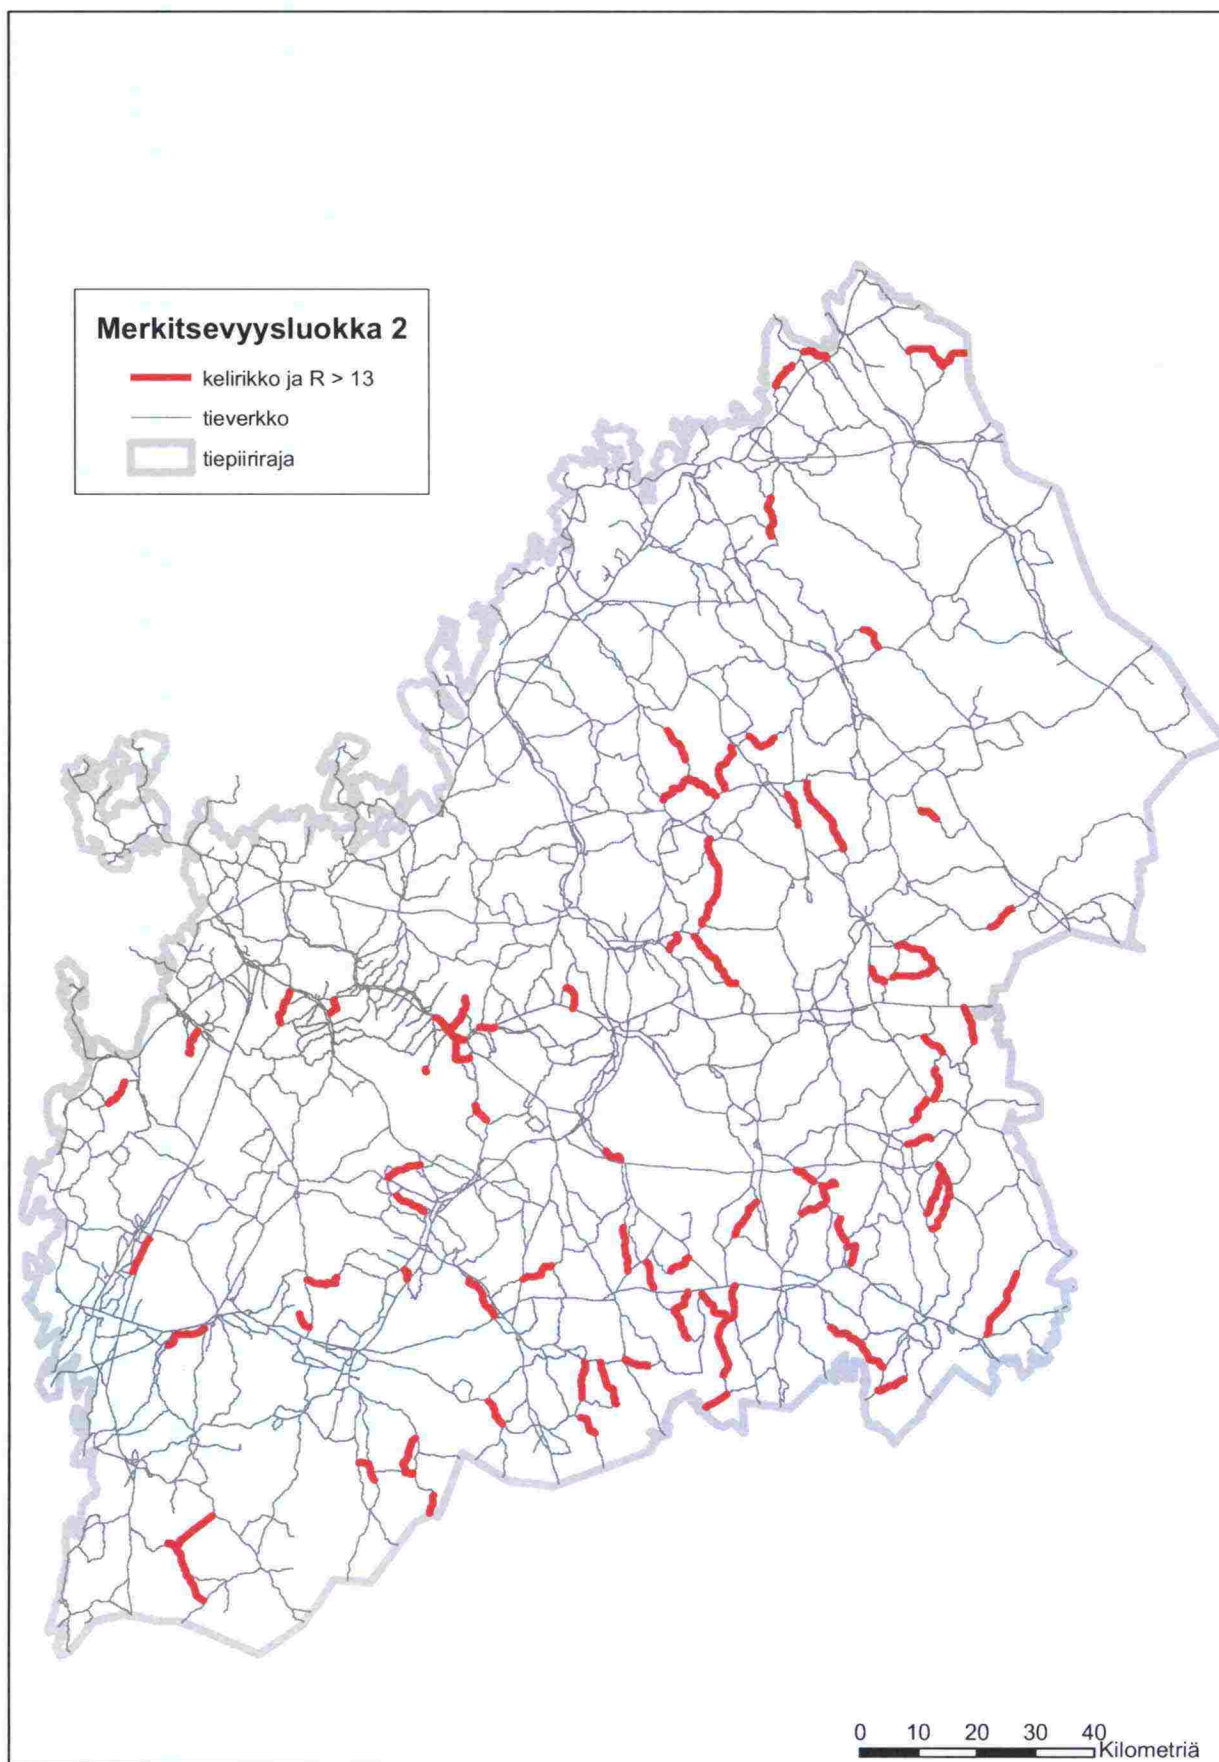 Merkitsevyysluokka 2
kelirikko ja R > 13
tieverkko
tiepiiriraja
0 10 20 30 40
Kilometriä